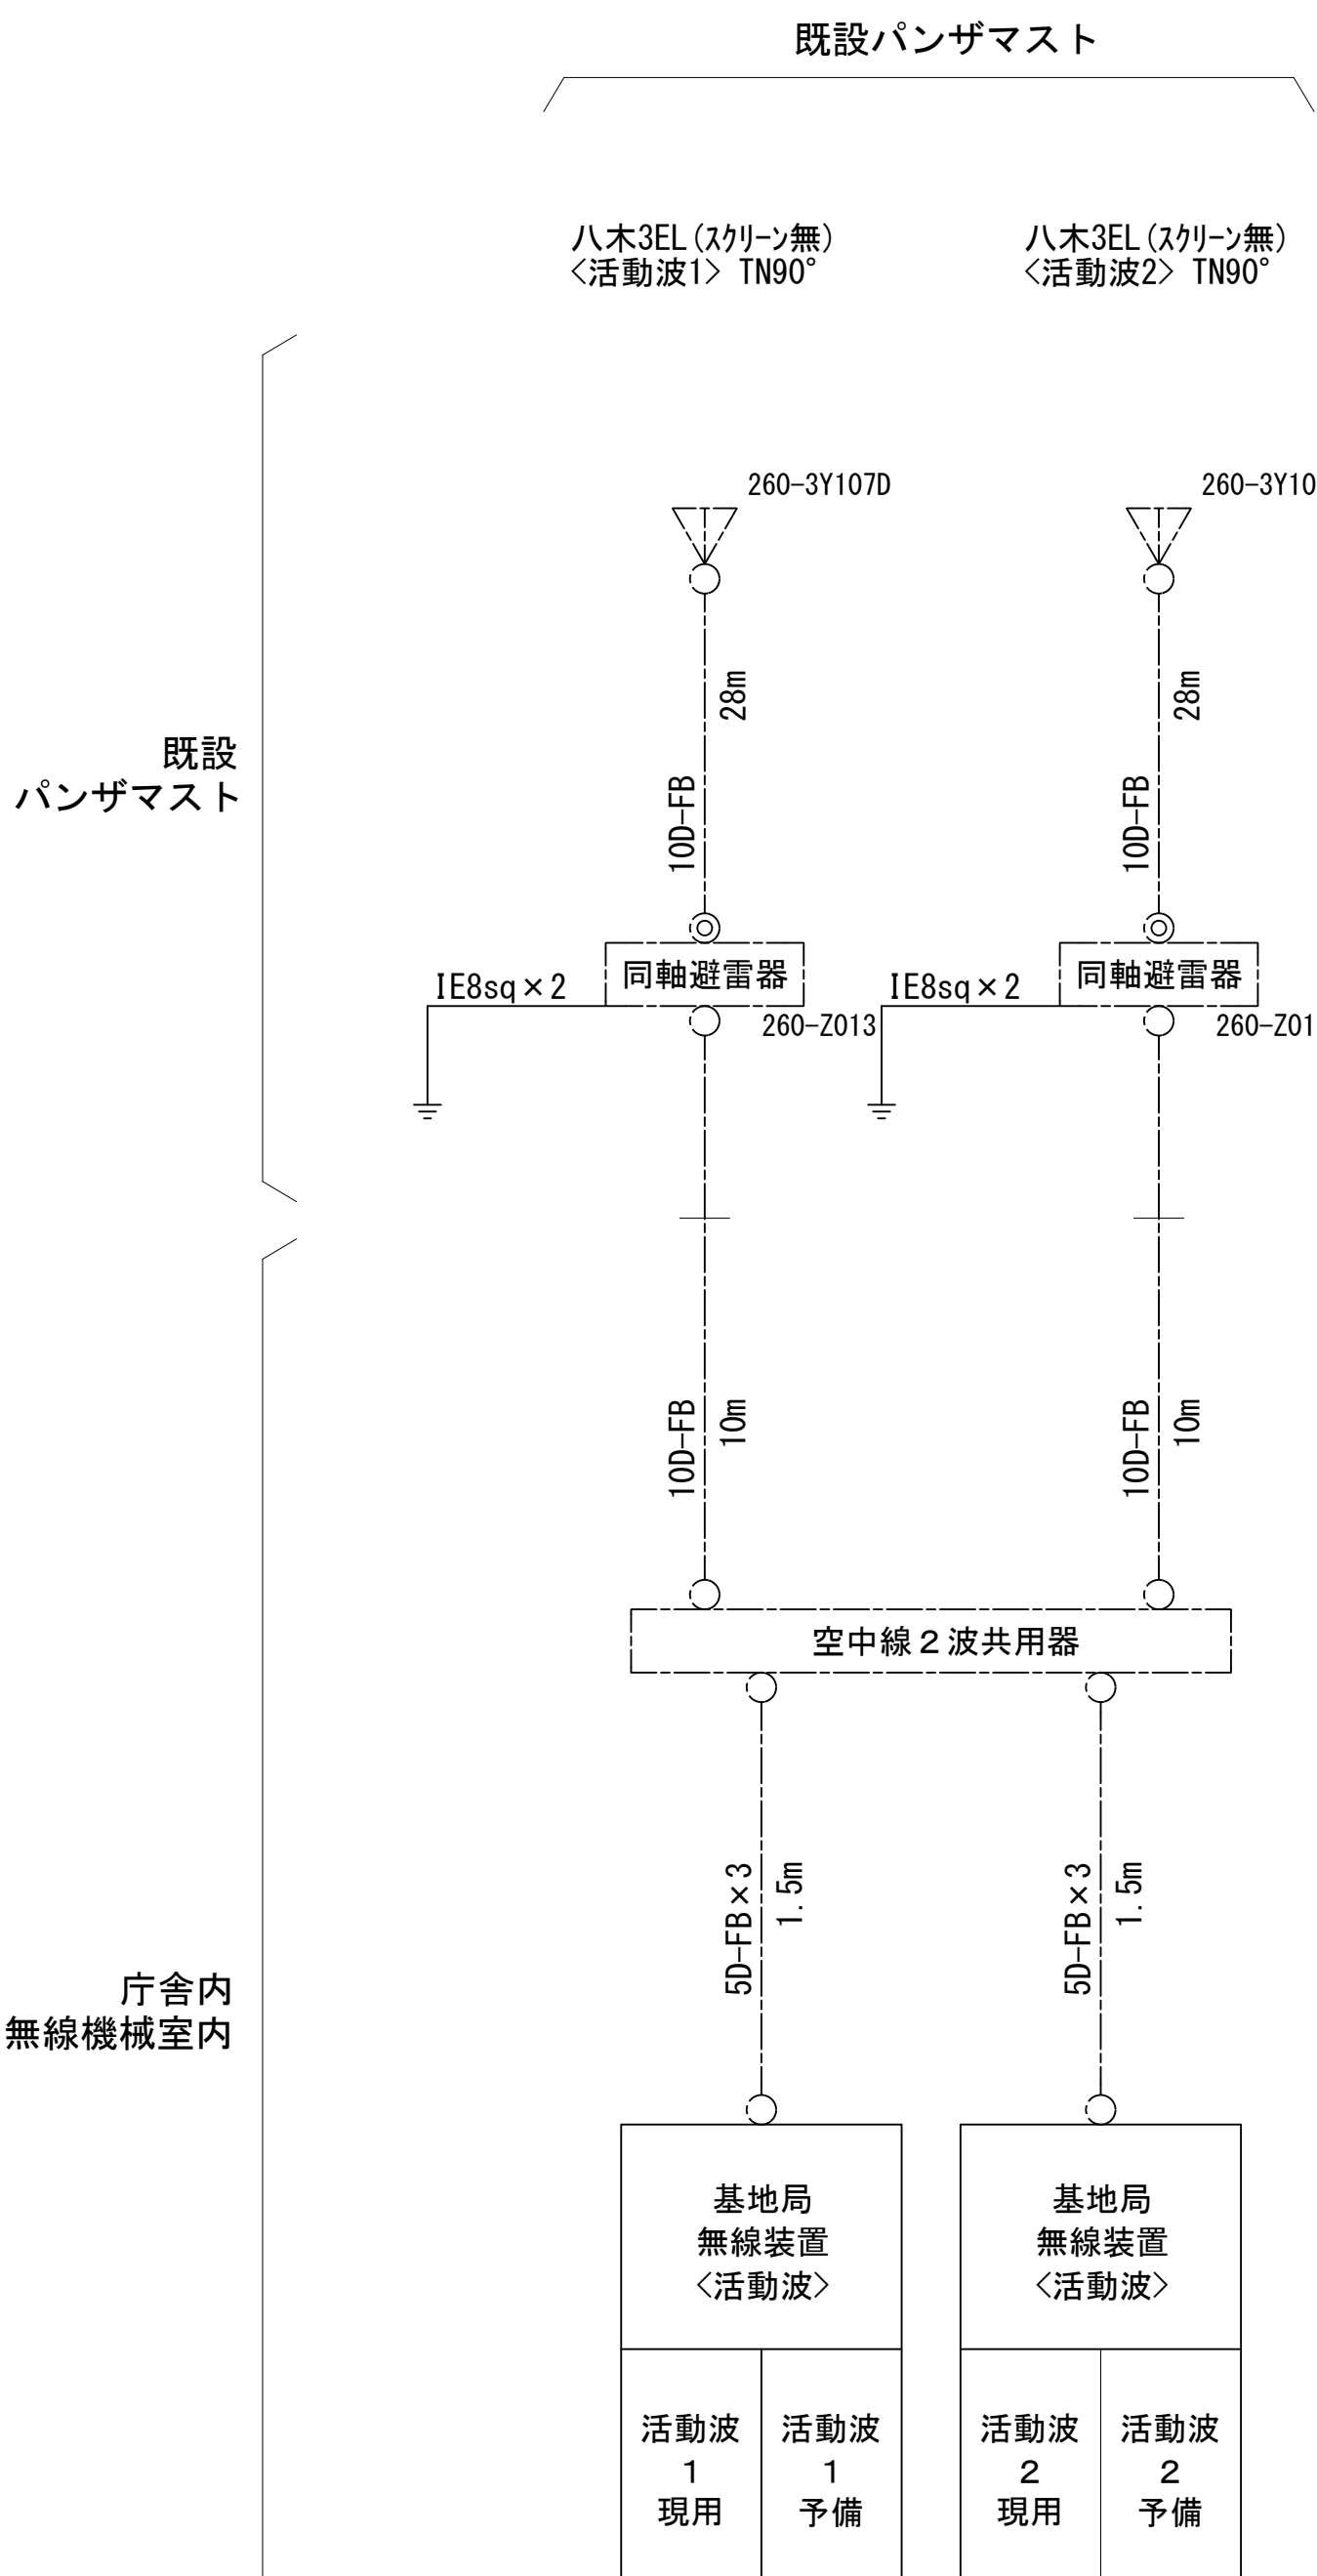 既設パンザマスト
八木3EL(ｽｸﾘｰﾝ無)
<活動波1> TN90°
八木3EL(ｽｸﾘｰﾝ無)
<活動波2> TN90°
260-3Y107D
260-3Y10
28m
28m
既設
パンザマスト
10D-FB
10D-FB
同軸避雷器
同軸避雷器
IE8sq×2
IE8sq×2
260-Z013
260-Z01
10D-FB
10m
10D-FB
10m
空中線２波共用器
5D-FB×3
1.5m
5D-FB×3
1.5m
庁舎内
無線機械室内
基地局
無線装置
<活動波>
基地局
無線装置
<活動波>
活動波
1
現用
活動波
1
予備
活動波
2
現用
活動波
2
予備